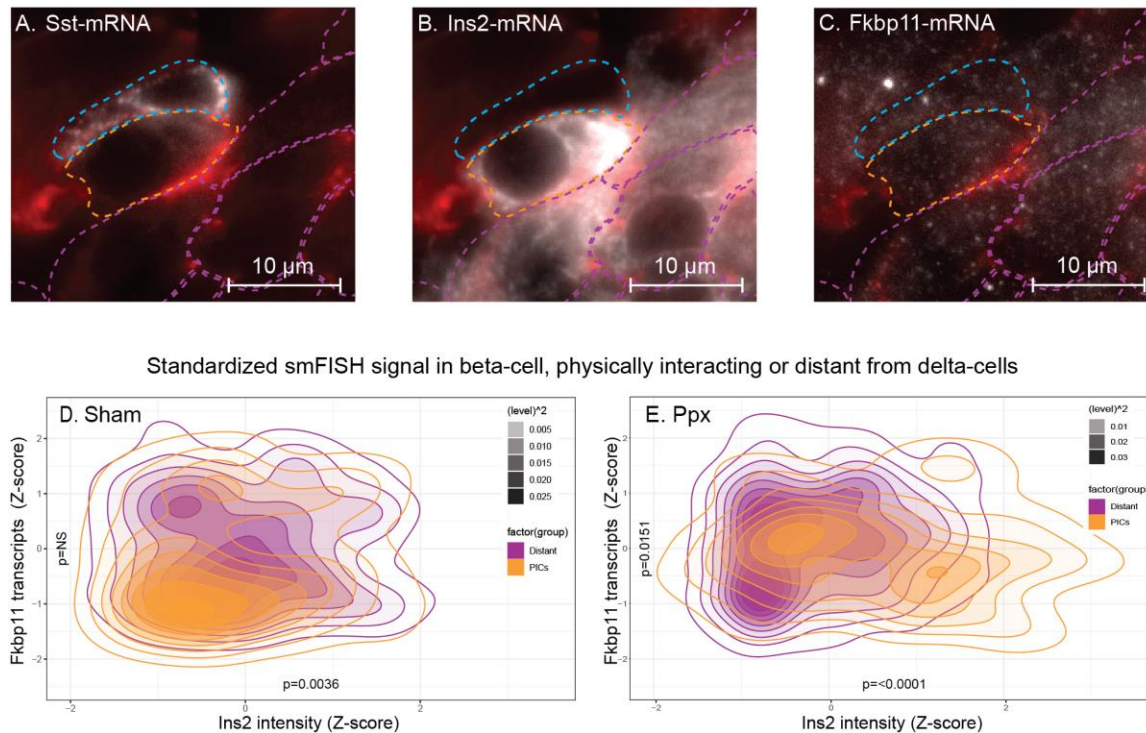 A. Sst-mRNA
10 µm
B. Ins2-mRNA
10 µm
C. Fkbp11-mRNA
10 µm
Standardized smFISH signal in beta-cell, physically interacting or distant from delta-cells
D. Sham
Fkbp11 transcripts (Z-score)
p=NS
2
1
0
−1
−2
−2
0
2
p=0.0036
Ins2 intensity (Z-score)
(level)^2
0.005
0.010
0.015
0.020
0.025
factor(group)
Distant
PICs
E. Ppx
Fkbp11 transcripts (Z-score)
p=0.0151
2
1
0
−1
−2
−2
0
2
p=<0.0001
Ins2 intensity (Z-score)
(level)^2
0.01
0.02
0.03
factor(group)
Distant
PICs